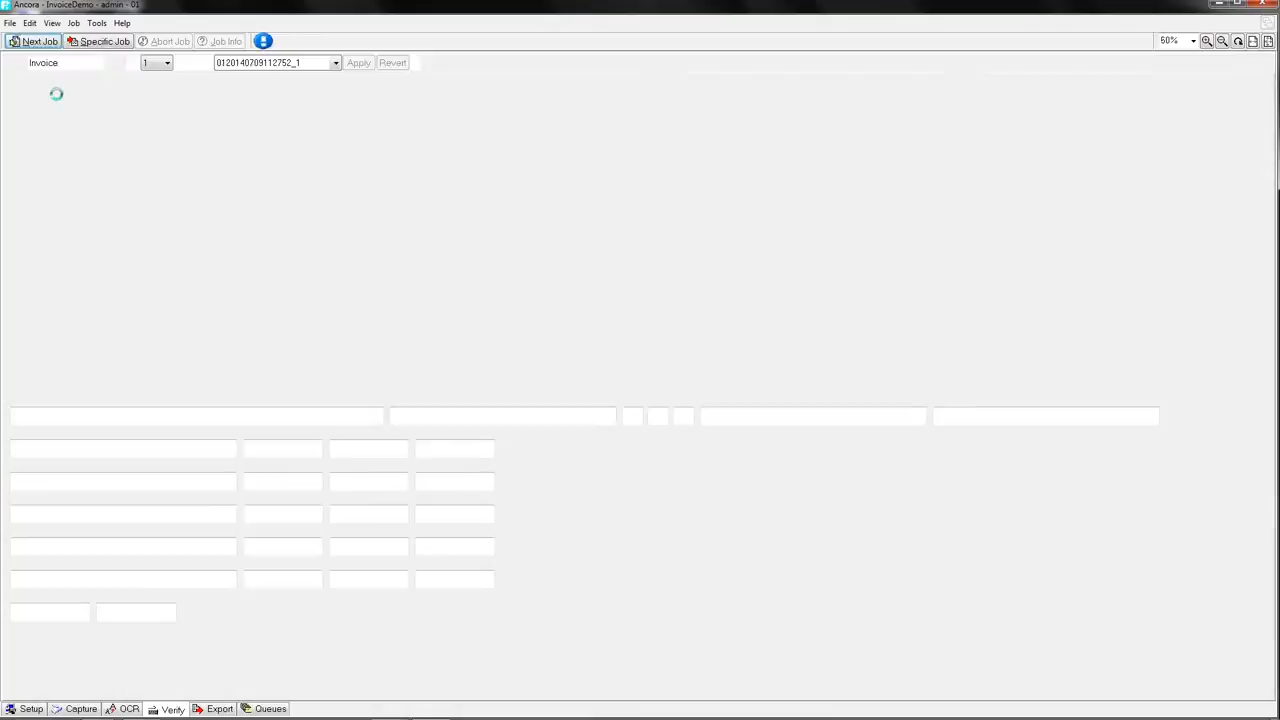 Ancora - InvoiceDemo - admin - 01
File Edit View Job Tools Help
Next Job Specific Job Abort Job Job Info 60%
Invoice 1 0120140709112752_1 Apply Revert
Setup Capture OCR Verify Export Queues